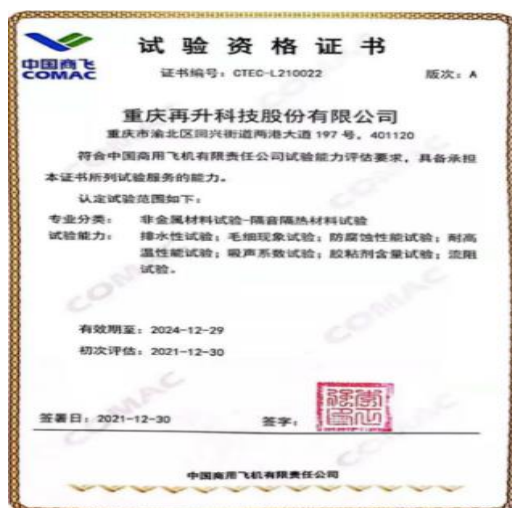 中国商飞
COMAC
试验资格证书
证书编号：CTEC-L210022 版次：A
重庆再升科技股份有限公司
重庆市渝北区回兴街道两港大道 197 号，401120
符合中国商用飞机有限责任公司试验能力评估要求，具备承担
本证书所列试验服务的能力。
认定试验范围如下：
专业分类： 非金属材料试验-隔音隔热材料试验
试验能力： 排水性试验；毛细现象试验；防腐蚀性能试验；耐高
温性能试验；吸声系数试验；胶粘剂含量试验；流阻
试验。
有效期至：2024-12-29
初次评估：2021-12-30
签署日：2021-12-30 签字：
中国商用飞机有限责任公司